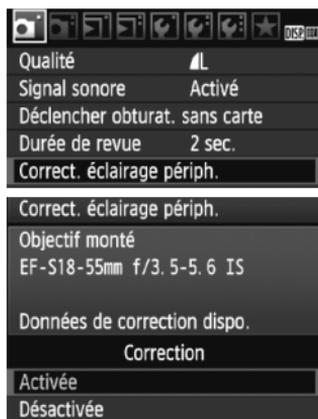 DISP.
Qualité L
Signal sonore Activé
Déclencher obturat. sans carte
Durée de revue 2 sec.
Correct. éclairage périph.
Correct. éclairage périph.
Objectif monté
EF-S18-55mm f/3.5-5.6 IS
Données de correction dispo.
Correction
Activée
Désactivée